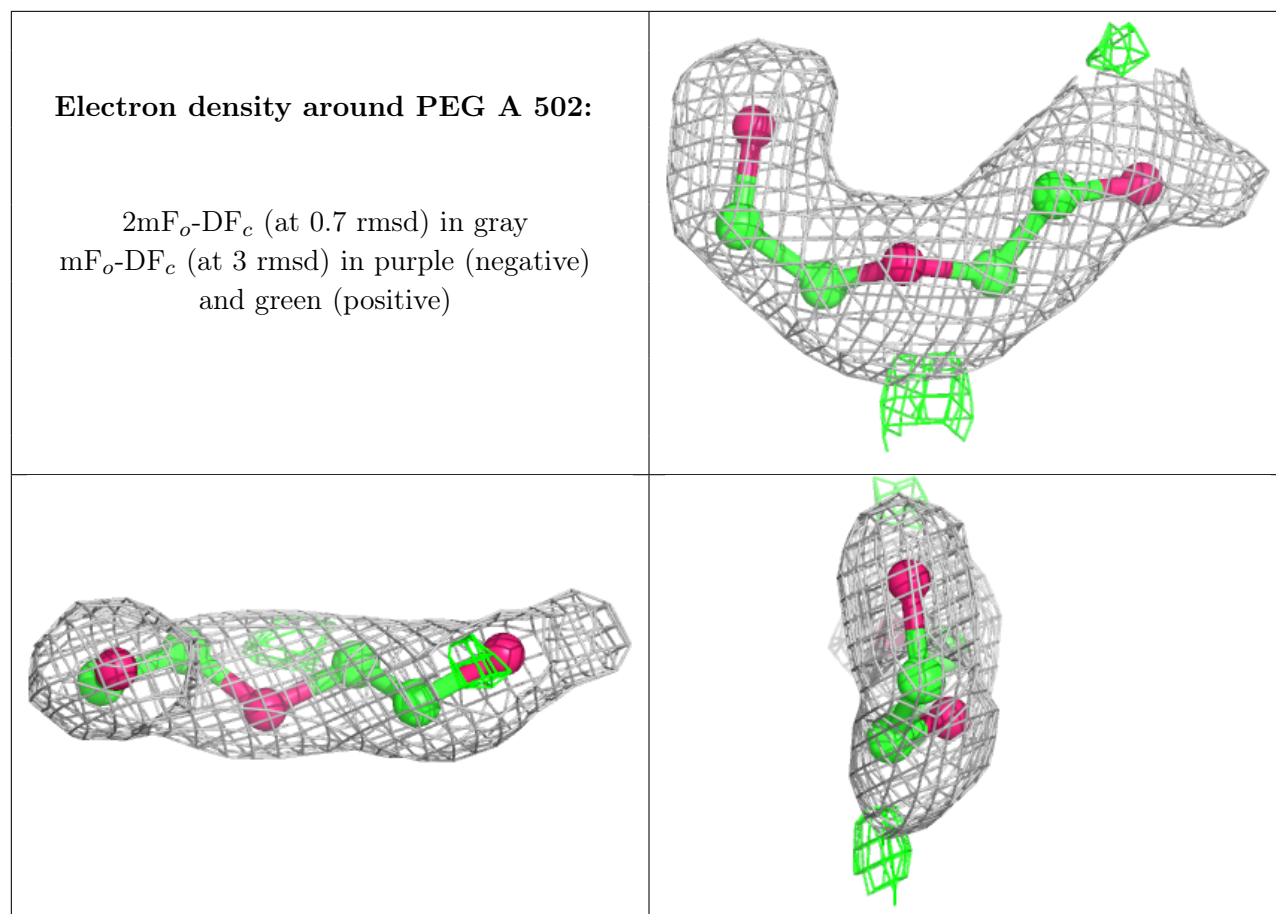 Electron density around PEG A 502:
2mFo-DFc (at 0.7 rmsd) in gray
mFo-DFc (at 3 rmsd) in purple (negative)
and green (positive)